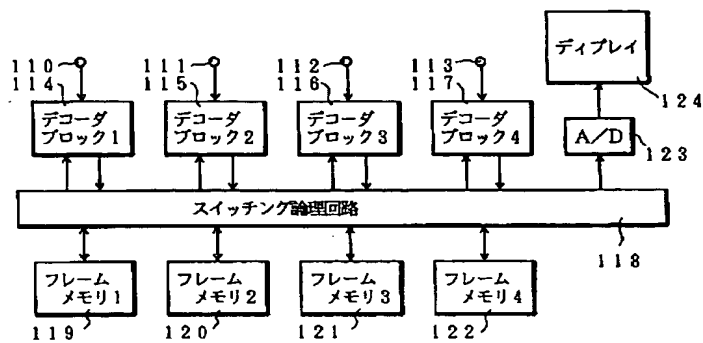 110
111
112
113
ディプレイ
114
115
116
117
124
デコーダ
ブロック1
デコーダ
ブロック2
デコーダ
ブロック3
デコーダ
ブロック4
A/D
123
スイッチング論理回路
118
フレーム
メモリ1
フレーム
メモリ2
フレーム
メモリ3
フレーム
メモリ4
119
120
121
122